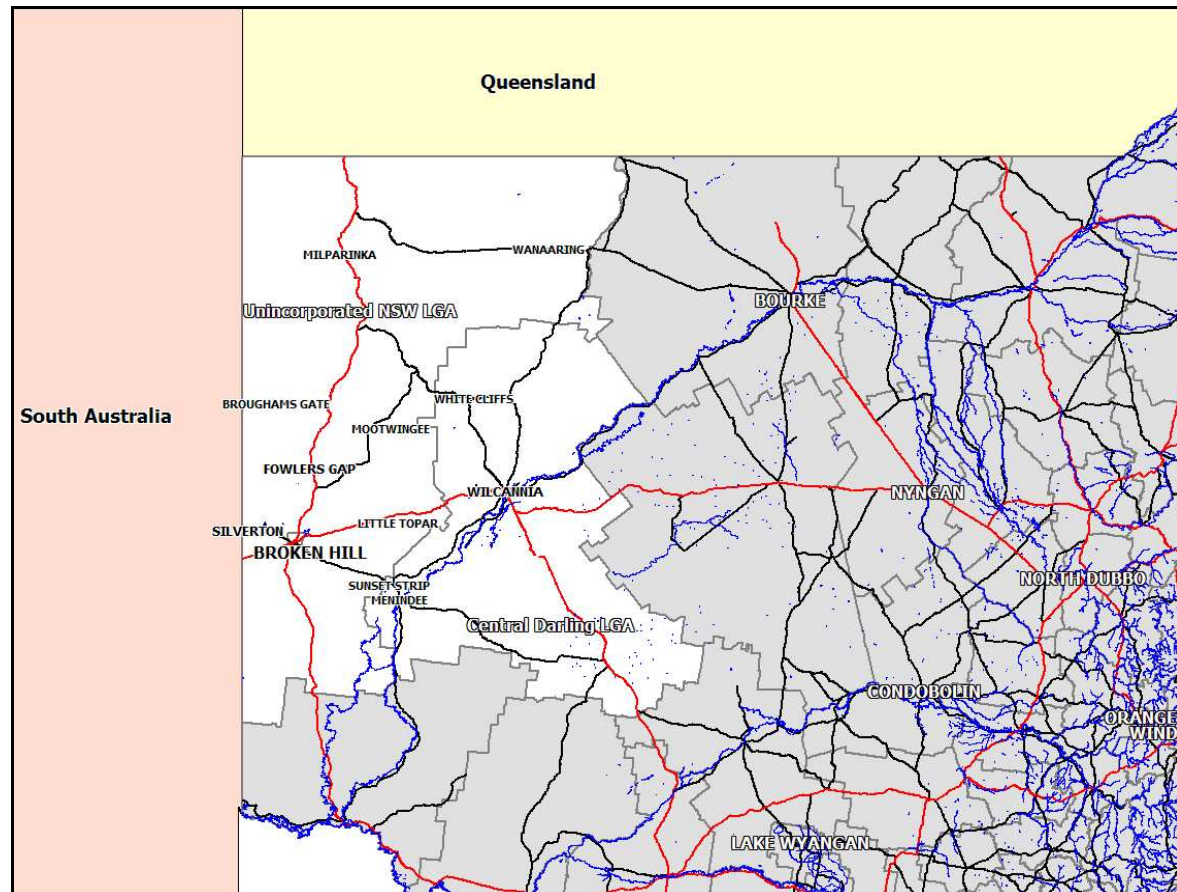 Queensland
MILPARINKA
WANAARING
Unincorporated NSW LGA
BOURKE
South Australia
BROUGHAMS GATE
WHITE CLIFFS
MOOTWINGEE
FOWLERS GAP
WILCANNIA
NYNGAN
SILVERTON
LITTLE TOPAR
BROKEN HILL
SUNSET STRIP
MENINDEE
NORTH DUBBO
Central Darling LGA
CONDOBOLIN
ORANGE
WIND
LAKE WYANGAN